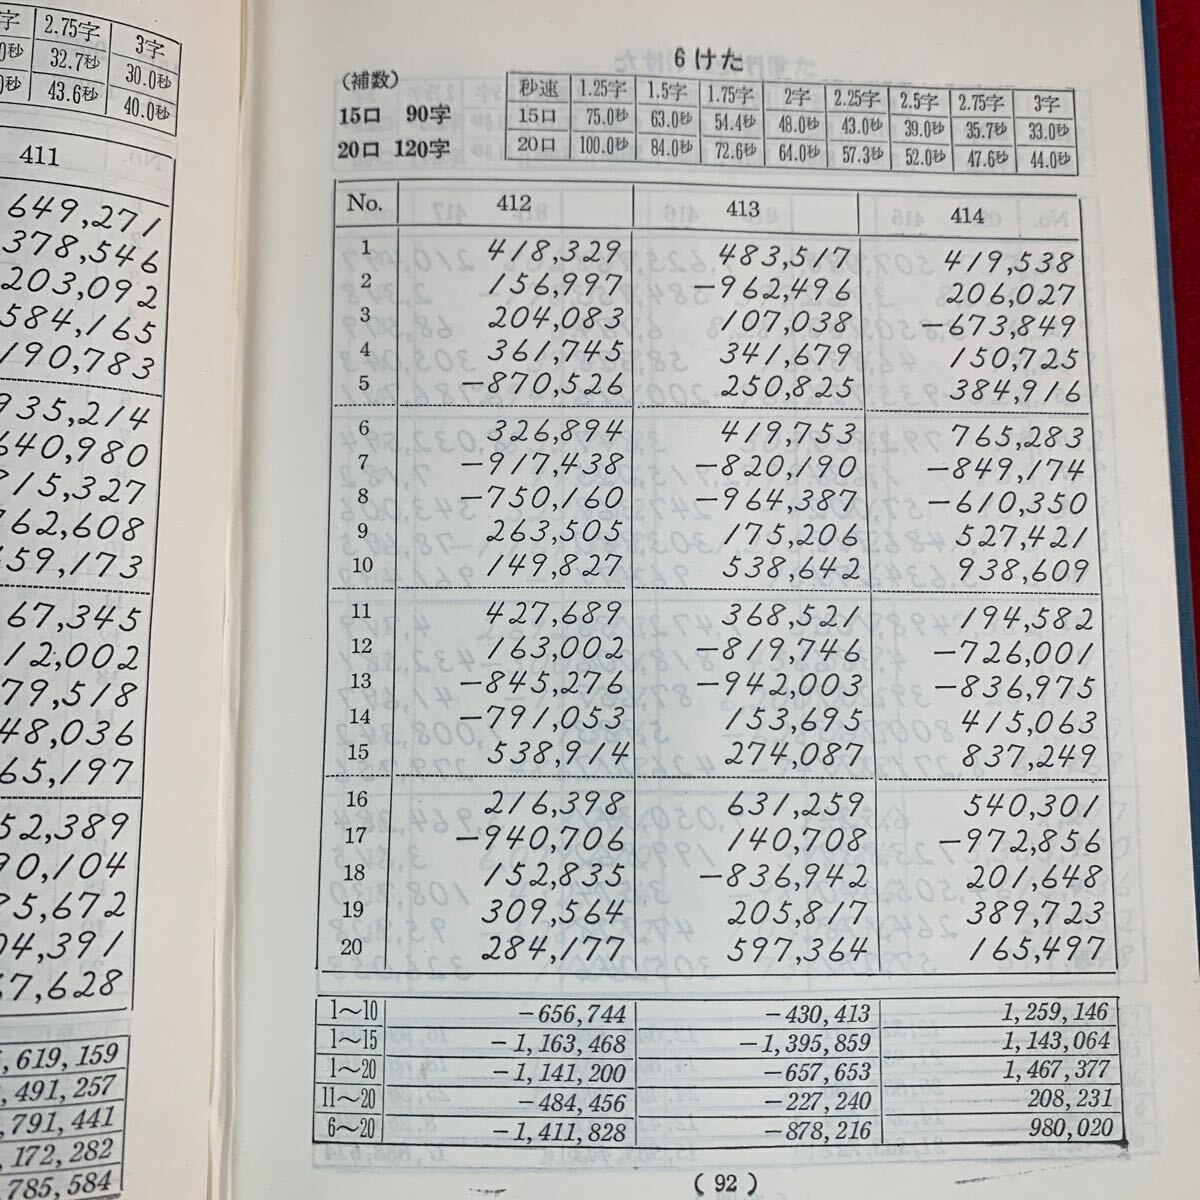 字 2.75字 3字
0秒 32.7秒 30.0秒
0秒 43.6秒 40.0秒
411
649,271
378,546
203,092
584,165
190,783
935,214
640,980
815,327
762,608
459,173
67,345
12,002
79,518
48,036
65,197
52,389
90,104
85,672
04,391
67,628
619,159
491,257
791,441
172,282
785,584
6けた
(補数)
15口 90字
20口 120字
秒速 1.25字 1.5字 1.75字 2字 2.25字 2.5字 2.75字 3字
15口 75.0秒 63.0秒 54.4秒 48.0秒 43.0秒 39.0秒 35.7秒 33.0秒
20口 100.0秒 84.0秒 72.6秒 64.0秒 57.3秒 52.0秒 47.6秒 44.0秒
No. 412 413 414
1 418,329 483,517 419,538
2 156,997 -962,496 206,027
3 204,083 107,038 -673,849
4 361,745 341,679 150,725
5 -870,526 250,825 384,916
6 326,894 419,753 765,283
7 -917,438 -820,190 -849,174
8 -750,160 -964,387 -610,350
9 263,505 175,206 527,421
10 149,827 538,642 938,609
11 427,689 368,521 194,582
12 163,002 -819,746 -726,001
13 -845,276 -942,003 -836,975
14 -791,053 153,695 415,063
15 538,914 274,087 837,249
16 216,398 631,259 540,301
17 -940,706 140,708 -972,856
18 152,835 -836,942 201,648
19 309,564 205,817 389,723
20 284,177 597,364 165,497
1~10 -656,744 -430,413 1,259,146
1~15 -1,163,468 -1,395,859 1,143,064
1~20 -1,141,200 -657,653 1,467,377
11~20 -484,456 -227,240 208,231
6~20 -1,411,828 -878,216 980,020
( 92 )